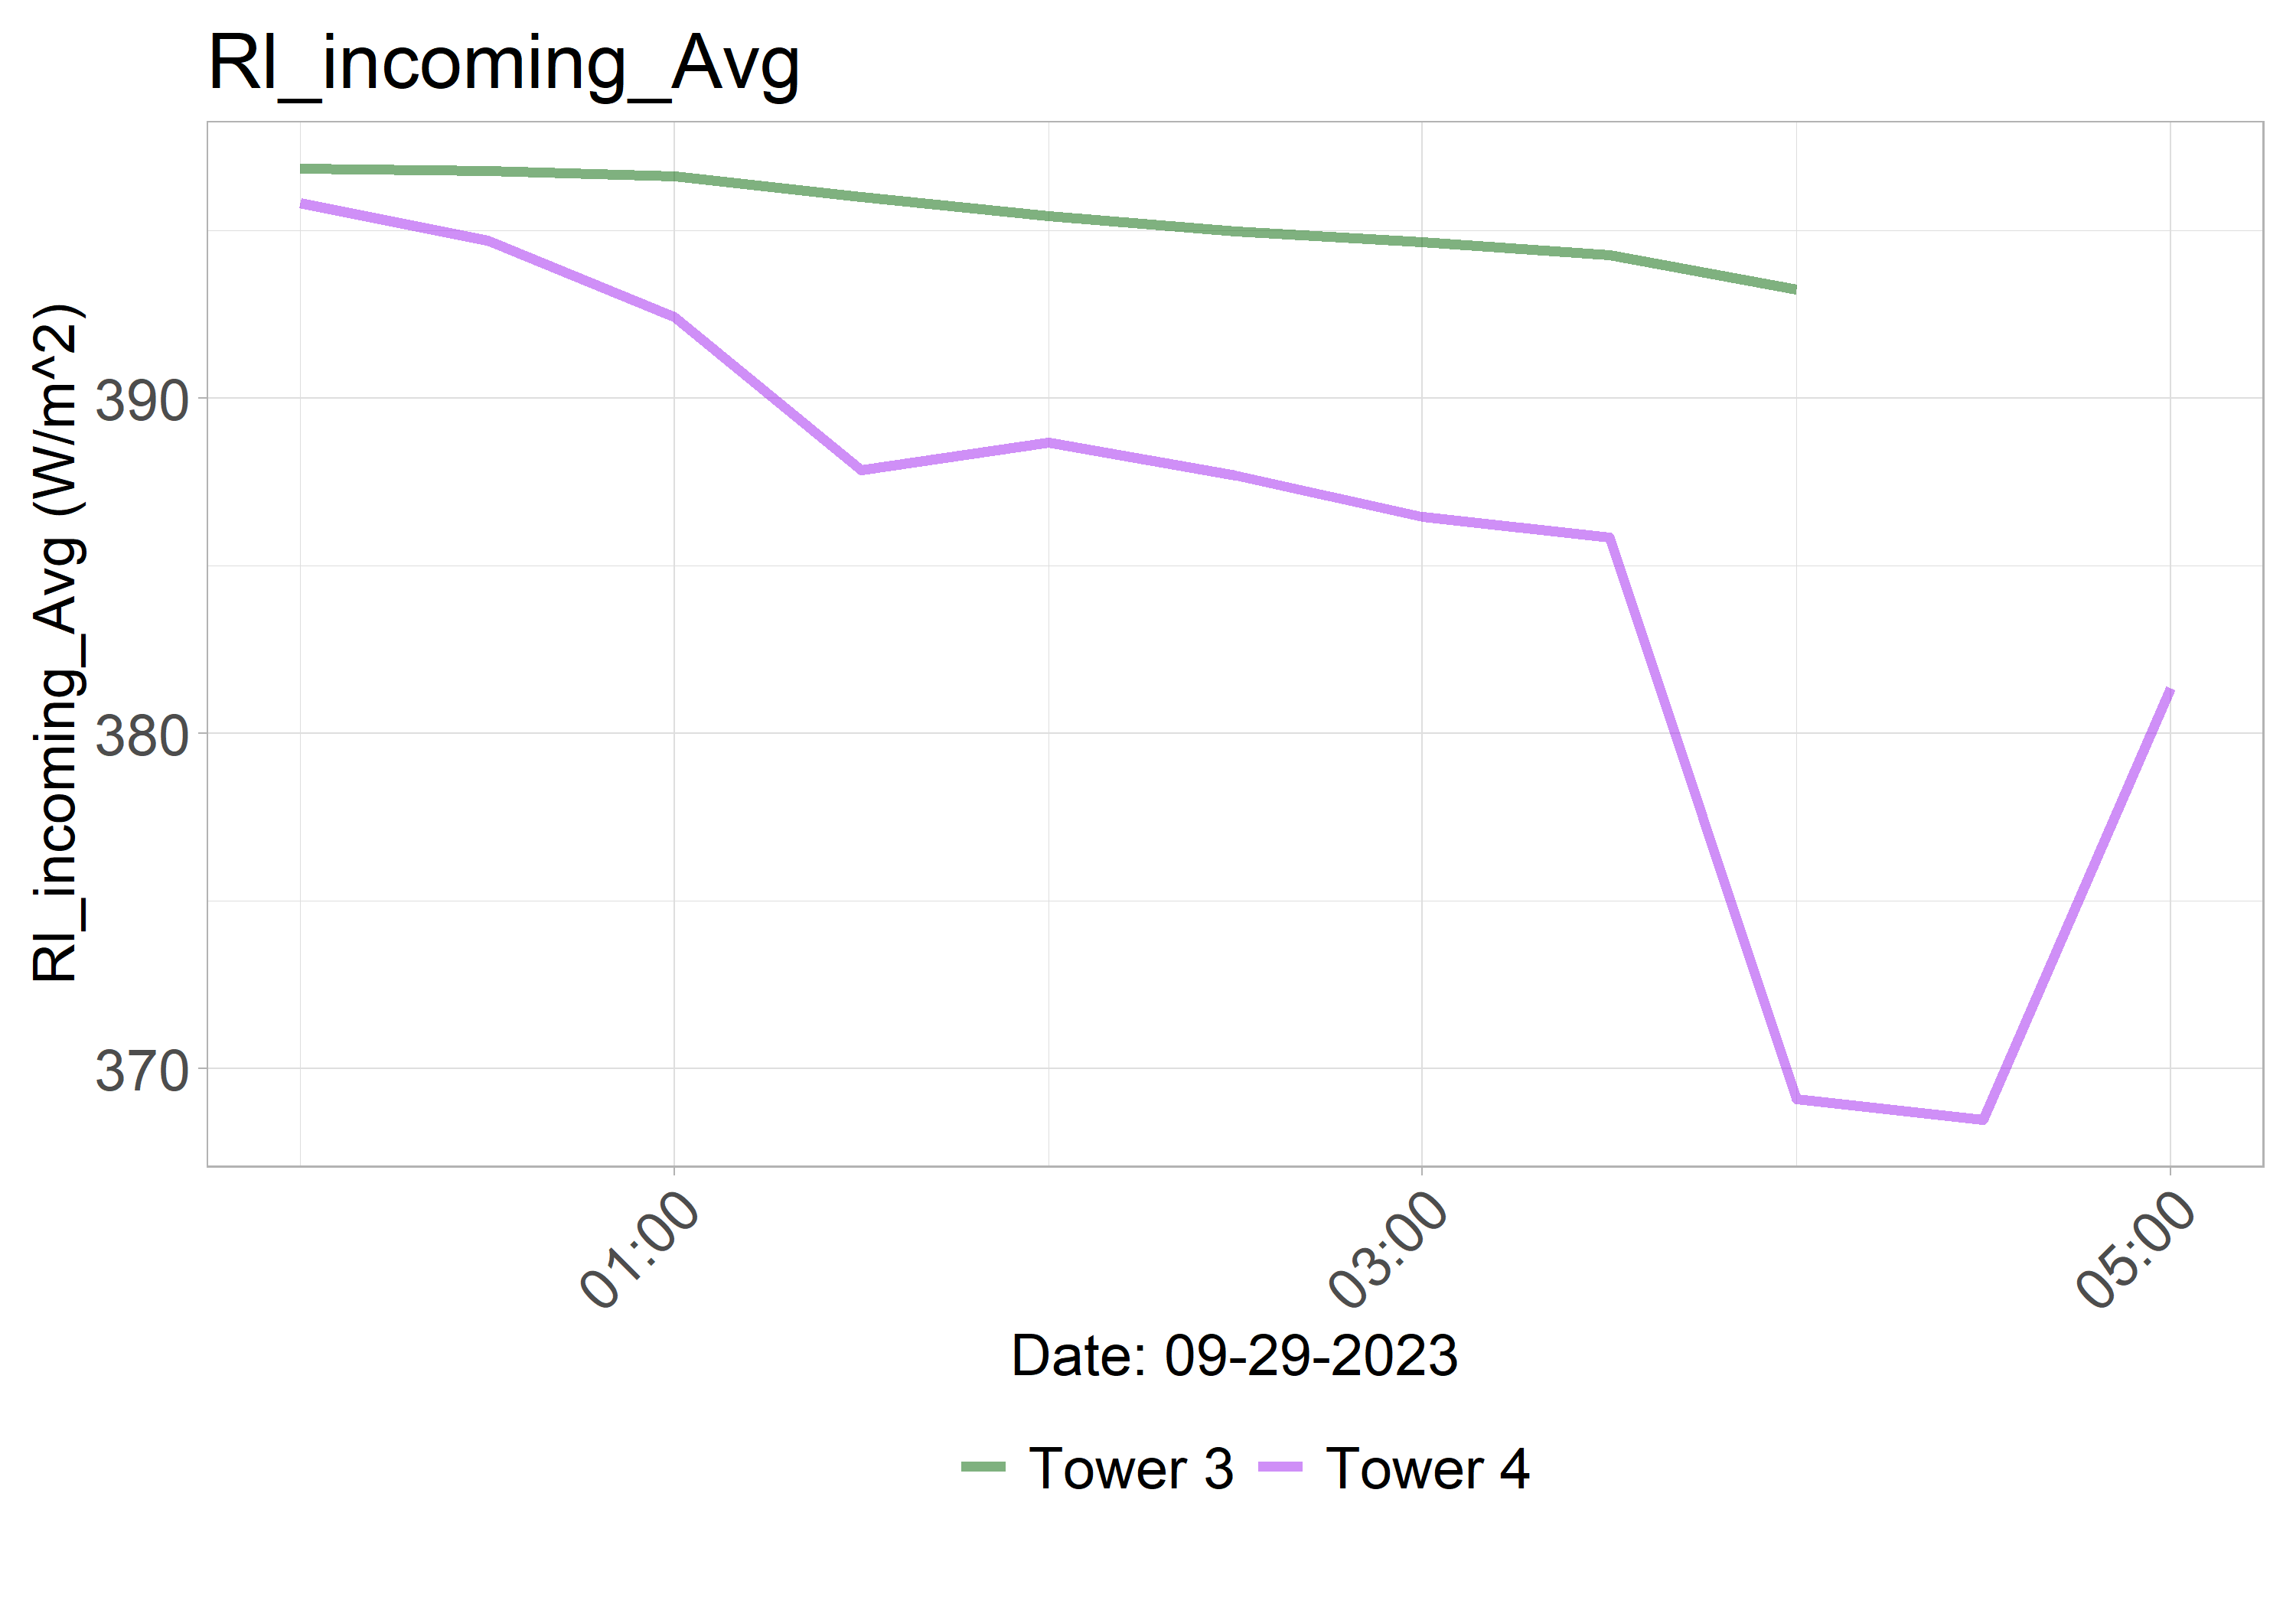 Rl_incoming_Avg
Rl_incoming_Avg (W/m^2)
390
380
370
01:00
03:00
05:00
Date: 09-29-2023
Tower 3
Tower 4